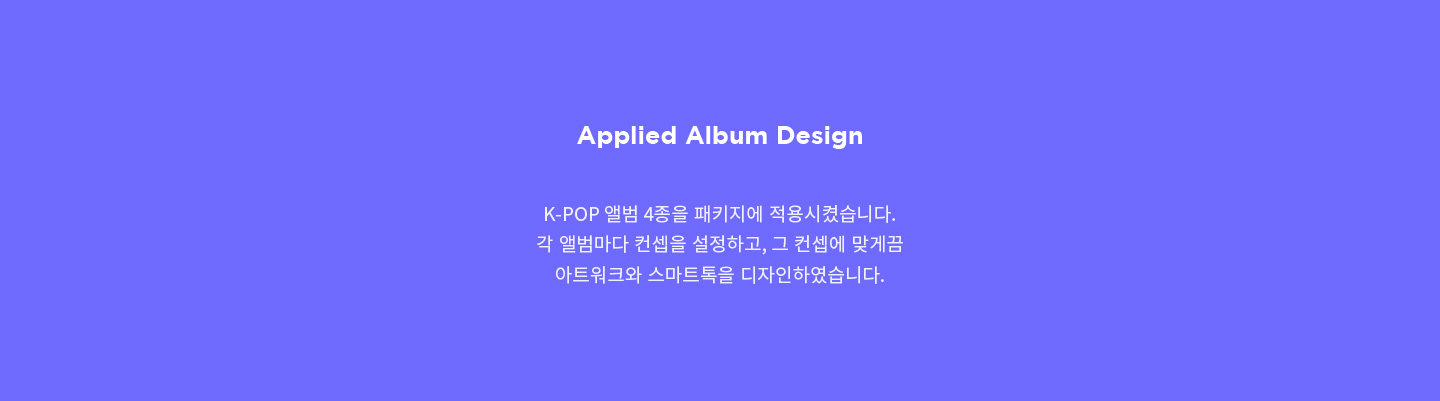 Applied Album Design
K-POP 앨범 4종을 패키지에 적용시켰습니다.
각 앨범마다 컨셉을 설정하고, 그 컨셉에 맞게끔
아트워크와 스마트톡을 디자인하였습니다.